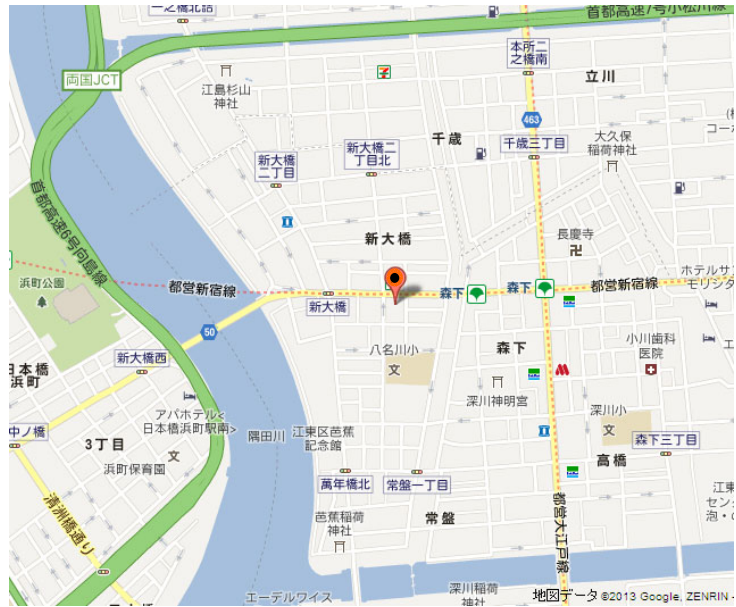 一之橋北詰
首都高速7号小松川線
本所二
之橋南
両国JCT
立川
江島杉山
神社
463
千歳
大久保
稲荷神社
千歳三丁目
新大橋二
丁目北
新大橋
二丁目
首都高速6号向島線
長慶寺
新大橋
浜町公園
都営新宿線
森下
森下
都営新宿線
ホテルサン
モリシタ
新大橋
50
八名川小
文
森下
小川歯科
医院
新大橋西
日本橋
浜町
深川神明宮
アパホテル<
日本橋浜町駅南>
深川小
文
中ノ橋
3丁目
隅田川
江東区芭蕉
記念館
森下三丁目
高橋
浜町保育園
文
萬年橋北
常盤一丁目
江東
セン
泡・の
清洲橋通り
芭蕉稲荷
神社
常盤
都営大江戸線
エーデルワイス
深川稲荷
神社
地図データ ©2013 Google, ZENRIN -